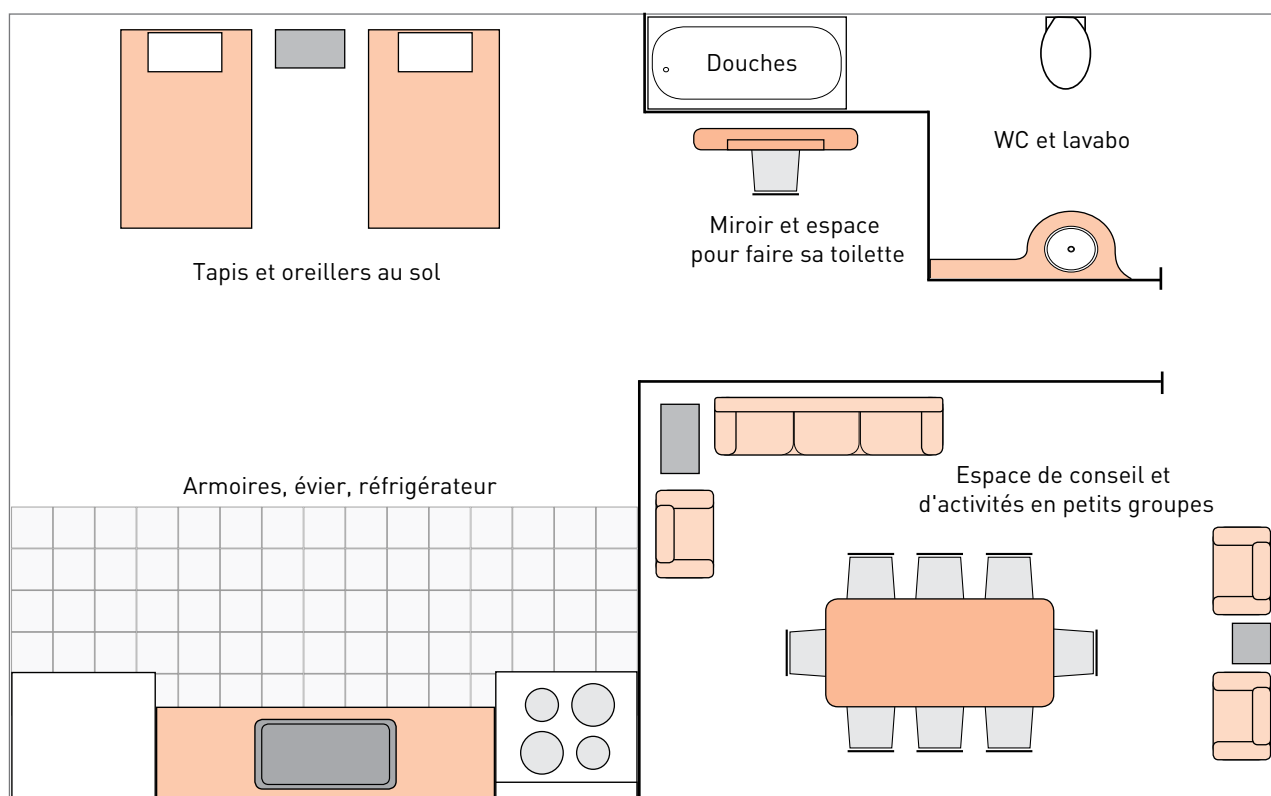 Douches
WC et lavabo
Miroir et espace
pour faire sa toilette
Tapis et oreillers au sol
Armoires, évier, réfrigérateur
Espace de conseil et
d'activités en petits groupes